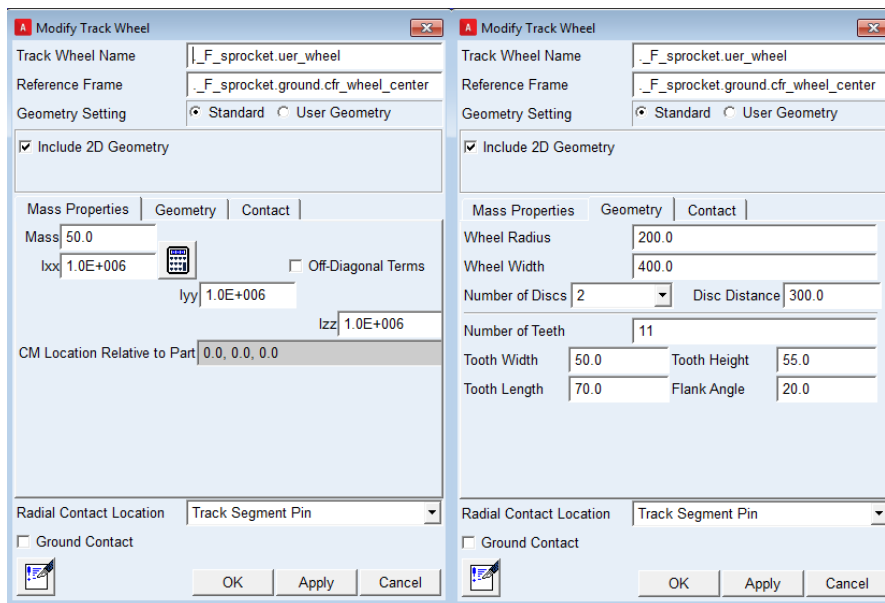 A Modify Track Wheel
Track Wheel Name ._F_sprocket.uer_wheel
Reference Frame ._F_sprocket.ground.cfr_wheel_center
Geometry Setting Standard User Geometry
Include 2D Geometry
Mass Properties Geometry Contact
Mass 50.0
Ixx 1.0E+006 Off-Diagonal Terms
Iyy 1.0E+006
Izz 1.0E+006
CM Location Relative to Part 0.0, 0.0, 0.0
Radial Contact Location Track Segment Pin
Ground Contact
OK Apply Cancel
A Modify Track Wheel
Track Wheel Name ._F_sprocket.uer_wheel
Reference Frame ._F_sprocket.ground.cfr_wheel_center
Geometry Setting Standard User Geometry
Include 2D Geometry
Mass Properties Geometry Contact
Wheel Radius 200.0
Wheel Width 400.0
Number of Discs 2 Disc Distance 300.0
Number of Teeth 11
Tooth Width 50.0 Tooth Height 55.0
Tooth Length 70.0 Flank Angle 20.0
Radial Contact Location Track Segment Pin
Ground Contact
OK Apply Cancel